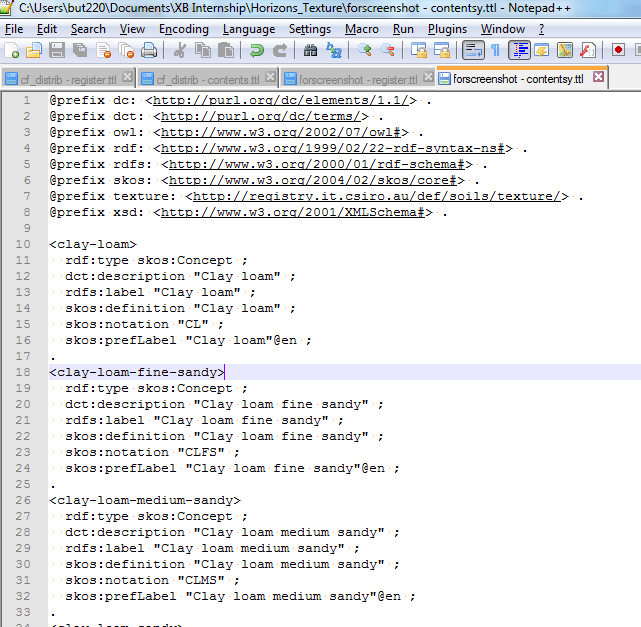 C:\Users\but220\Documents\XB Internship\Horizons_Texture\forscreenshot - contentsy.ttl - Notepad++
File Edit Search View Encoding Language Settings Macro Run Plugins Window ?
cf_distrib - register.ttl cf_distrib - contents.ttl forscreenshot - register.ttl forscreenshot - contentsy.ttl
1 @prefix dc: <http://purl.org/dc/elements/1.1/> .
2 @prefix dct: <http://purl.org/dc/terms/> .
3 @prefix owl: <http://www.w3.org/2002/07/owl#> .
4 @prefix rdf: <http://www.w3.org/1999/02/22-rdf-syntax-ns#> .
5 @prefix rdfs: <http://www.w3.org/2000/01/rdf-schema#> .
6 @prefix skos: <http://www.w3.org/2004/02/skos/core#> .
7 @prefix texture: <http://registry.it.csiro.au/def/soils/texture/> .
8 @prefix xsd: <http://www.w3.org/2001/XMLSchema#> .
9
10 <clay-loam>
11 rdf:type skos:Concept ;
12 dct:description "Clay loam" ;
13 rdfs:label "Clay loam" ;
14 skos:definition "Clay loam" ;
15 skos:notation "CL" ;
16 skos:prefLabel "Clay loam"@en ;
17 .
18 <clay-loam-fine-sandy>
19 rdf:type skos:Concept ;
20 dct:description "Clay loam fine sandy" ;
21 rdfs:label "Clay loam fine sandy" ;
22 skos:definition "Clay loam fine sandy" ;
23 skos:notation "CLFS" ;
24 skos:prefLabel "Clay loam fine sandy"@en ;
25 .
26 <clay-loam-medium-sandy>
27 rdf:type skos:Concept ;
28 dct:description "Clay loam medium sandy" ;
29 rdfs:label "Clay loam medium sandy" ;
30 skos:definition "Clay loam medium sandy" ;
31 skos:notation "CLMS" ;
32 skos:prefLabel "Clay loam medium sandy"@en ;
33 .
34 <clay-loam-sandy>